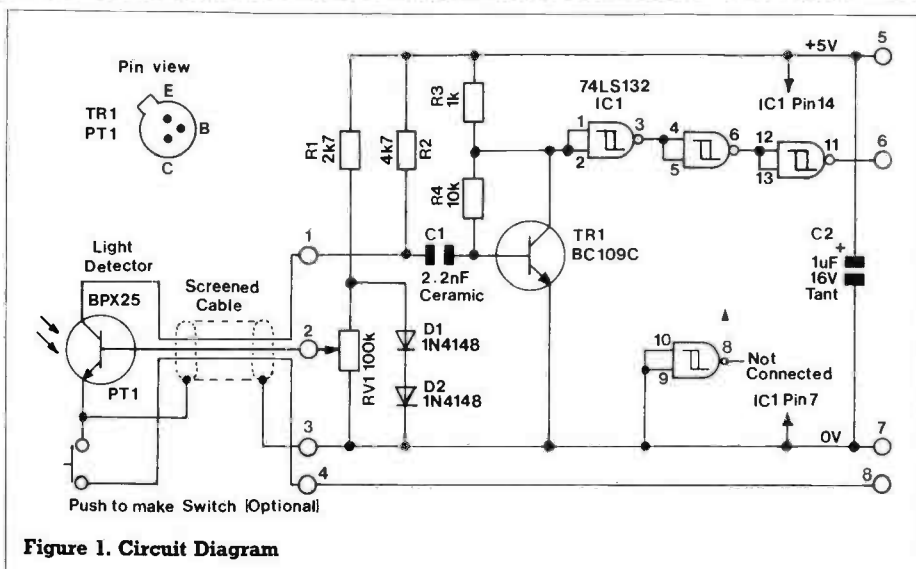 Pin view
E
TR1
PT1
B
C
R1
2k7
4k7
R2
R3
1k
R4
10k
74LS132
IC1
1
2
3
4
5
6
12
13
11
+5V
5
IC1 Pin14
6
Light
Detector
BPX25
PT1
Screened
Cable
1
C1
2.2nF
Ceramic
TR1
BC109C
C2
+
1uF
16V
Tant
2
RV1 100k
D1
1N4148
D2
1N4148
10
9
8
Not
Connected
IC1 Pin7
3
0V
7
4
8
Push to make Switch (Optional)
Figure 1. Circuit Diagram